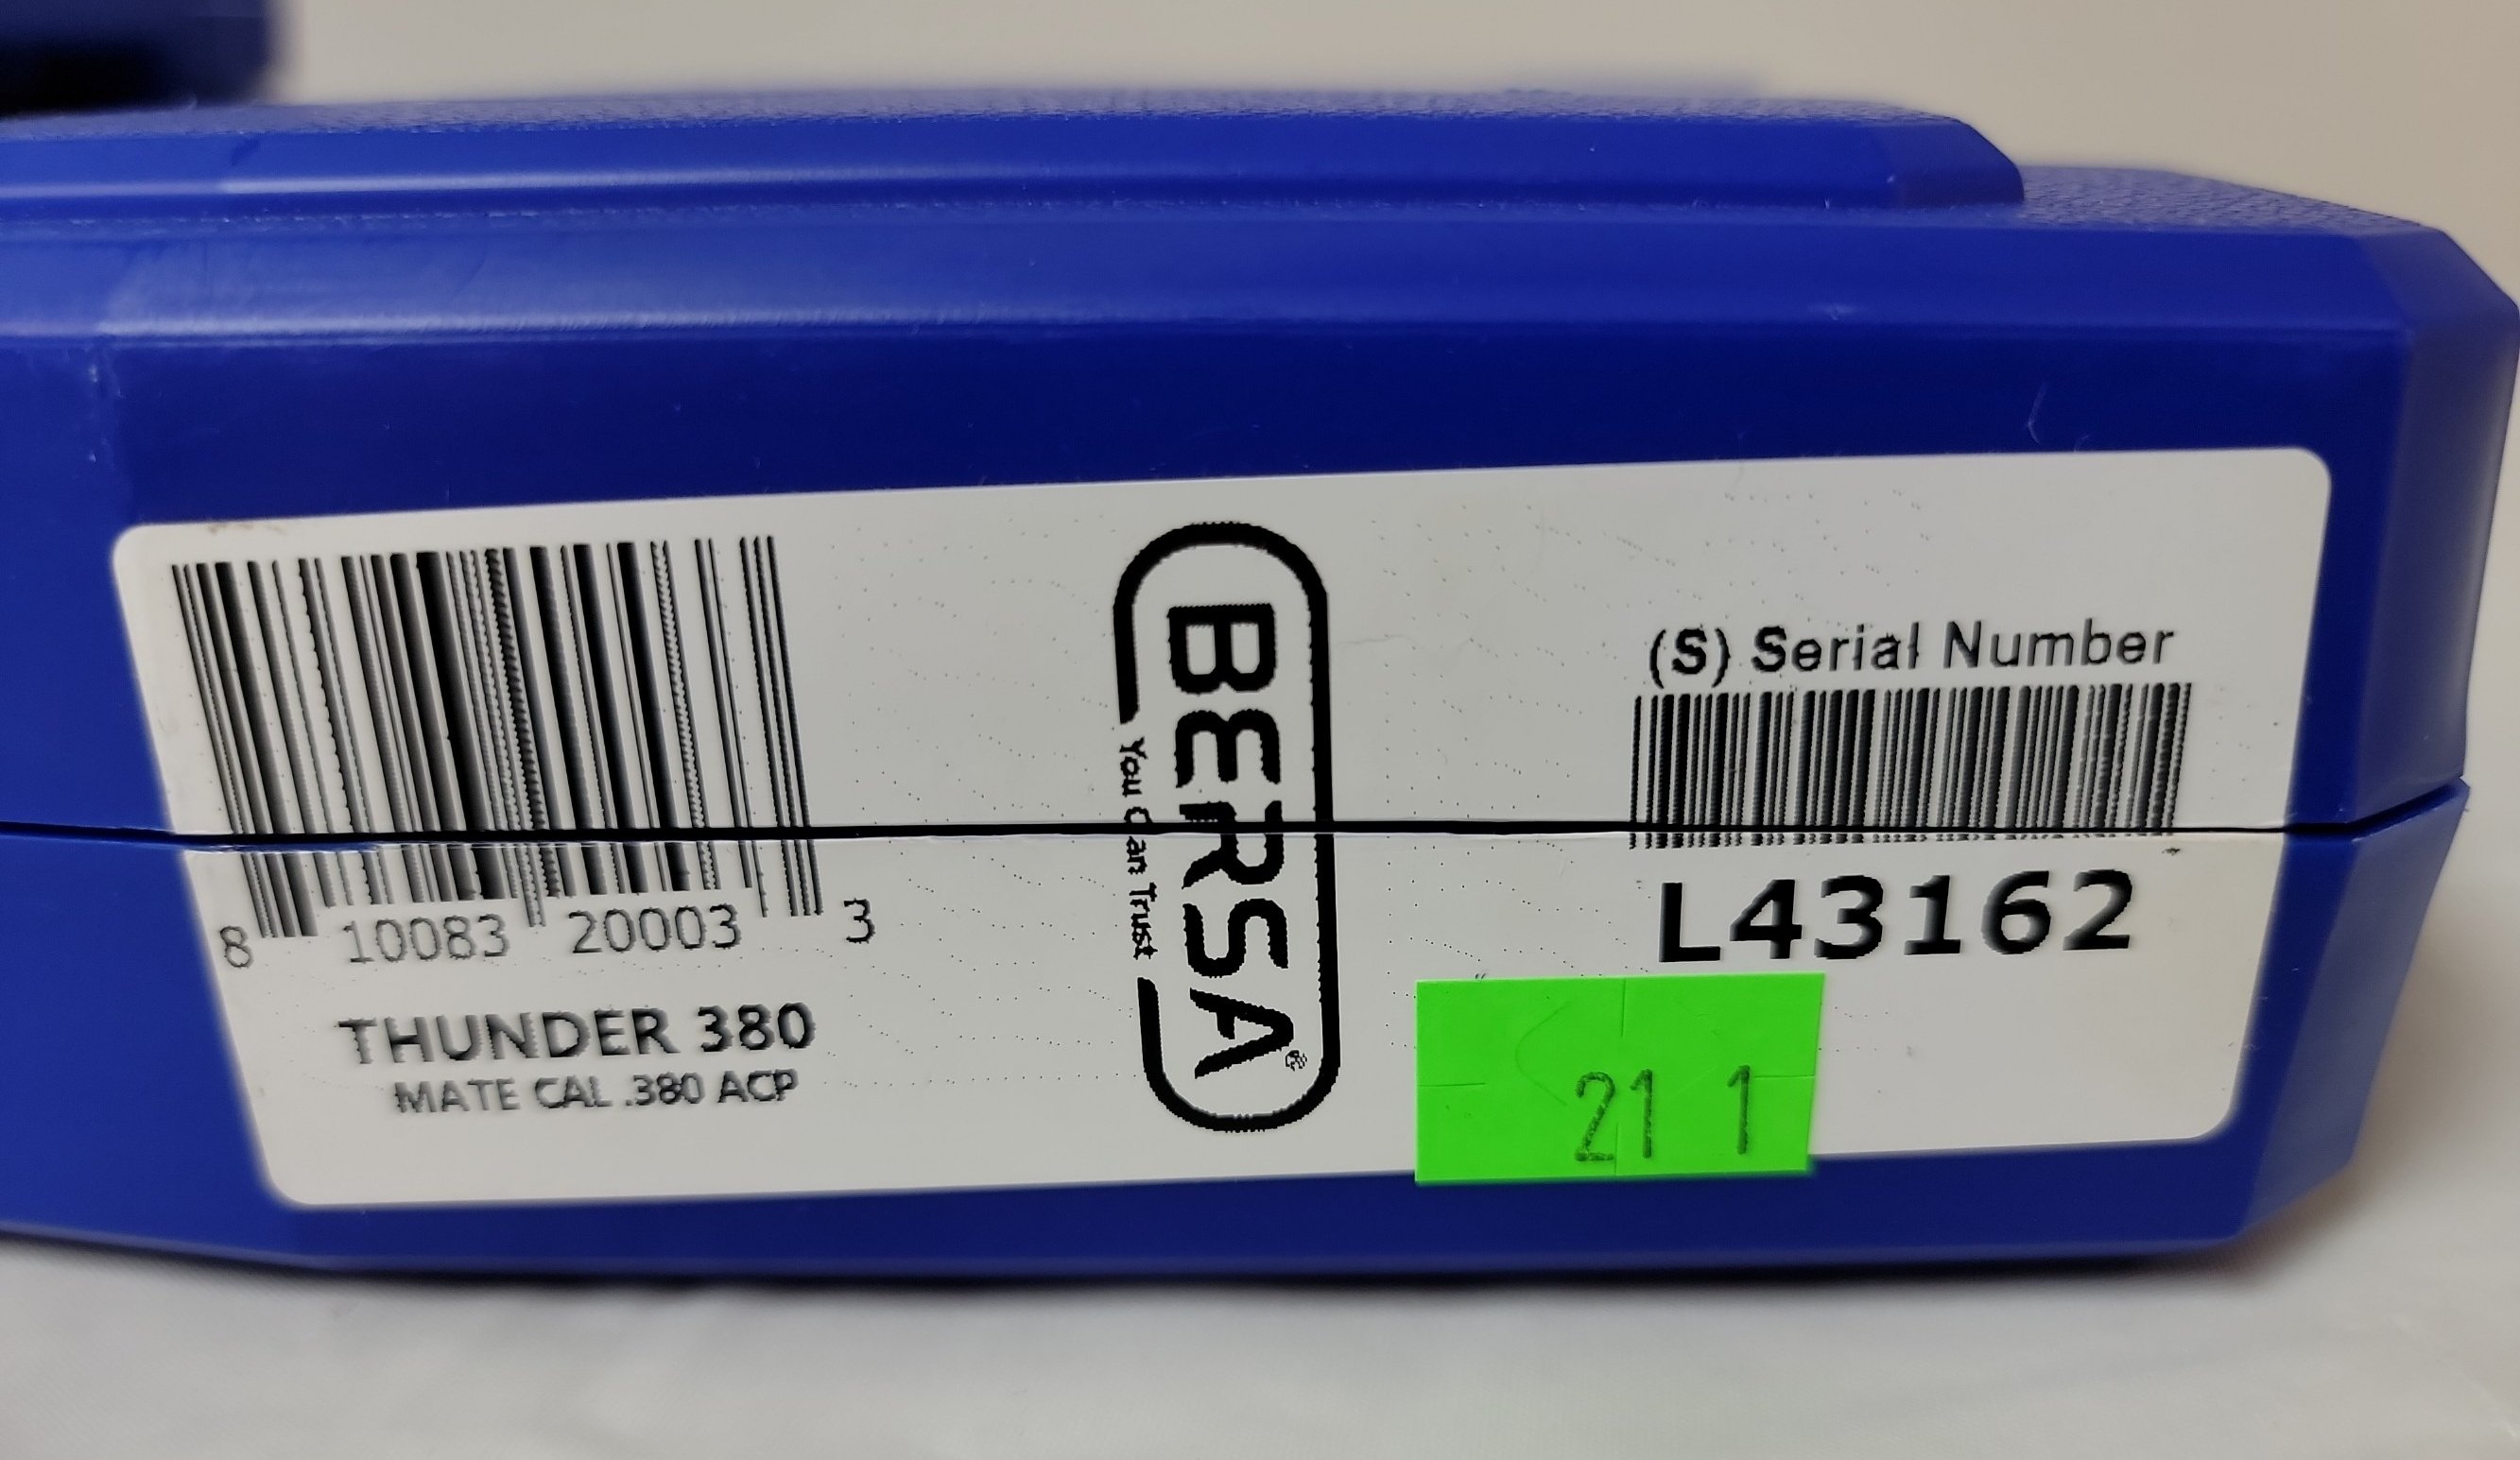 8 10083 20003 3
THUNDER 380
MATE CAL .380 ACP
BERSA®
You Can Trust
(S) Serial Number
L43162
21 1